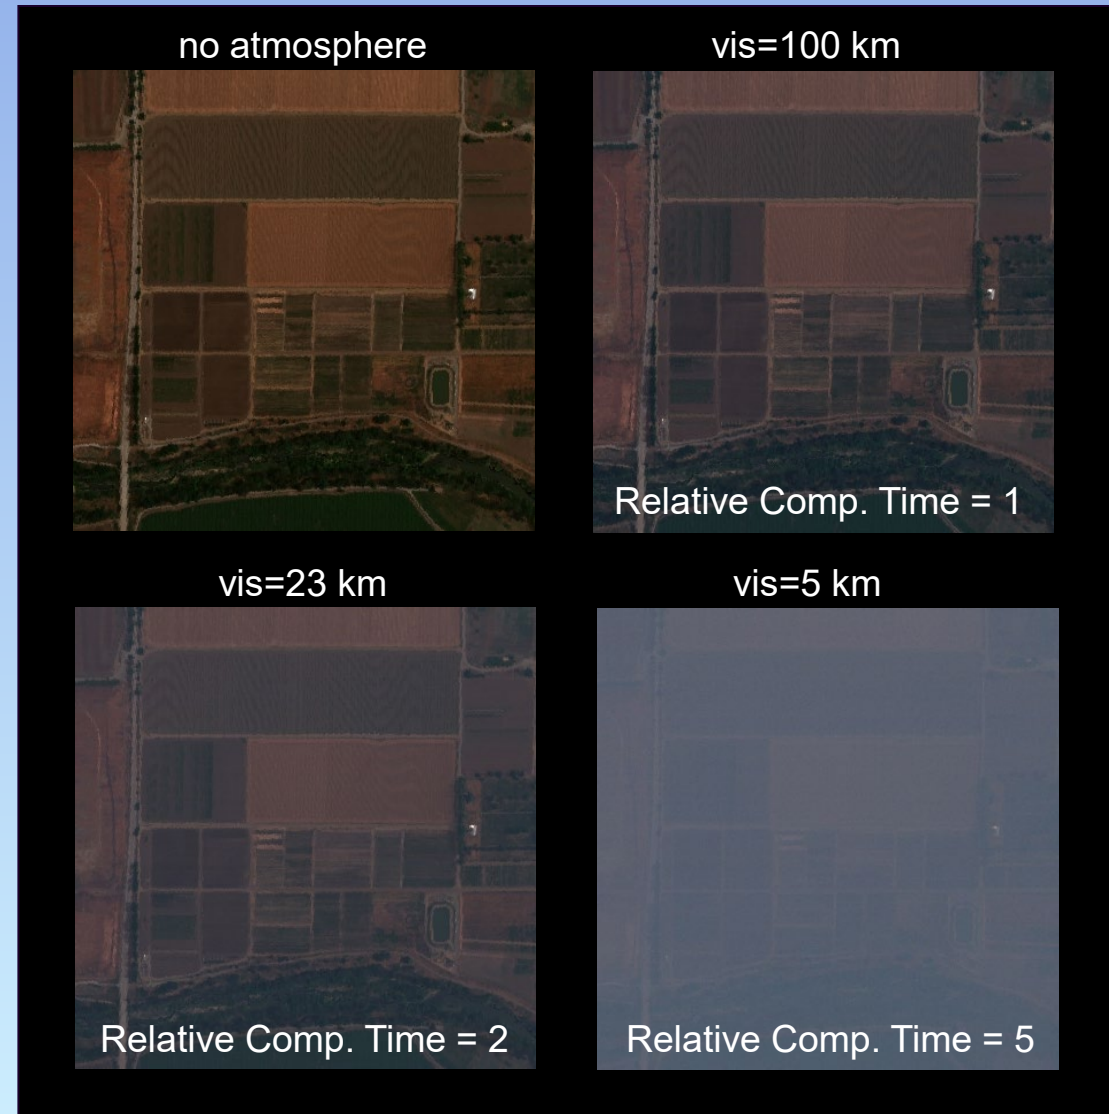 no atmosphere
vis=100 km
Relative Comp. Time = 1
vis=23 km
vis=5 km
Relative Comp. Time = 2
Relative Comp. Time = 5